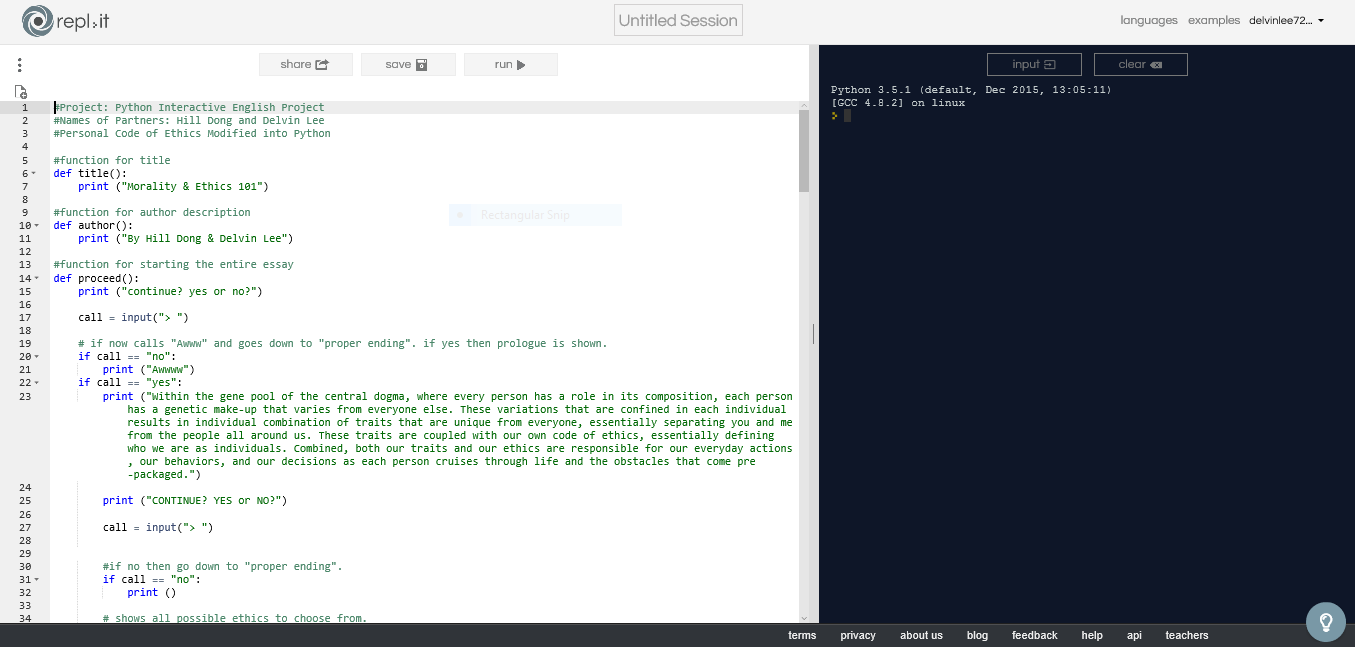 repl.it
Untitled Session
languages examples delvinlee72...
share save run
input clear
Python 3.5.1 (default, Dec 2015, 13:05:11)
[GCC 4.8.2] on linux
1 #Project: Python Interactive English Project
2 #Names of Partners: Hill Dong and Delvin Lee
3 #Personal Code of Ethics Modified into Python
4
5 #function for title
6 def title():
7 print ("Morality & Ethics 101")
8
9 #function for author description
Rectangular Snip
10 def author():
11 print ("By Hill Dong & Delvin Lee")
12
13 #function for starting the entire essay
14 def proceed():
15 print ("continue? yes or no?")
16
17 call = input("> ")
18
19 # if now calls "Awww" and goes down to "proper ending". if yes then prologue is shown.
20 if call == "no":
21 print ("Awwww")
22 if call == "yes":
23 print ("Within the gene pool of the central dogma, where every person has a role in its composition, each person
has a genetic make-up that varies from everyone else. These variations that are confined in each individual
results in individual combination of traits that are unique from everyone, essentially separating you and me
from the people all around us. These traits are coupled with our own code of ethics, essentially defining
who we are as individuals. Combined, both our traits and our ethics are responsible for our everyday actions
, our behaviors, and our decisions as each person cruises through life and the obstacles that come pre
-packaged.")
24
25 print ("CONTINUE? YES or NO?")
26
27 call = input("> ")
28
29
30 #if no then go down to "proper ending".
31 if call == "no":
32 print ()
33
34 # shows all possible ethics to choose from.
terms privacy about us blog feedback help api teachers